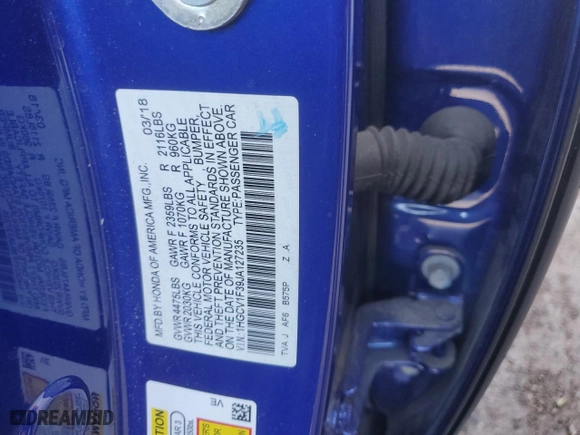 MFD.BY HONDA OF AMERICA MFG.,INC. 03/18
GVWR 4475LBS GAWR F 2359LBS R 2116LBS
GVWR 2030KG GAWR F 1070KG R 960KG
THIS VEHICLE CONFORMS TO ALL APPLICABLE
FEDERAL MOTOR VEHICLE SAFETY BUMPER,
AND THEFT PREVENTION STANDARDS IN EFFECT
ON THE DATE OF MANUFACTURE SHOWN ABOVE.
V.I.N.:1HGCV1F39JA127235 TYPE:PASSENGER CAR
TVA J AF6 B575P Z A
DREAMBID